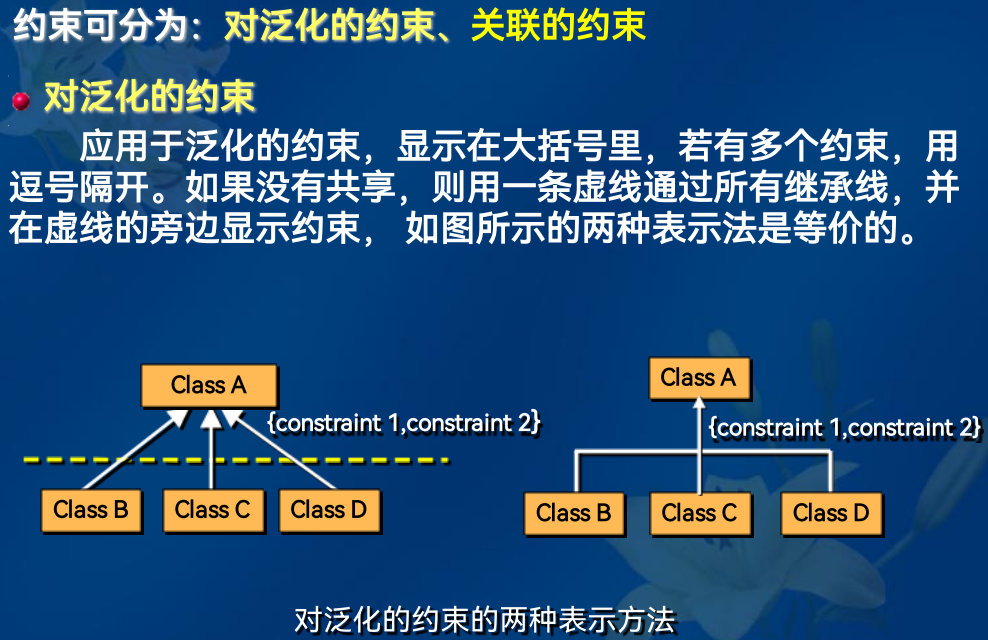 约束可分为：对泛化的约束、关联的约束
对泛化的约束
应用于泛化的约束，显示在大括号里，若有多个约束，用
逗号隔开。如果没有共享，则用一条虚线通过所有继承线，并
在虚线的旁边显示约束， 如图所示的两种表示法是等价的。
Class A
{constraint 1,constraint 2}
Class B
Class C
Class D
Class A
{constraint 1,constraint 2}
Class B
Class C
Class D
对泛化的约束的两种表示方法